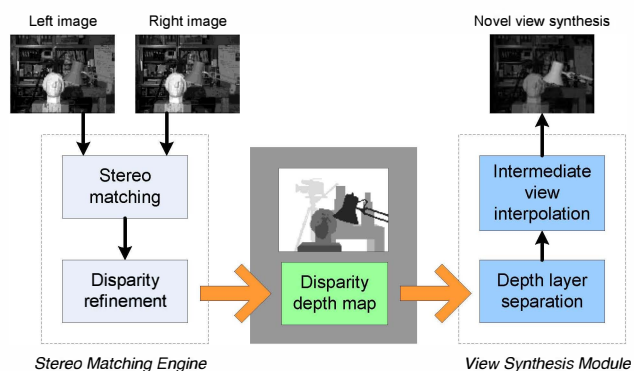 Left image
Right image
Novel view synthesis
Stereo
matching
Disparity
refinement
Disparity
depth map
Intermediate
view
interpolation
Depth layer
separation
Stereo Matching Engine
View Synthesis Module